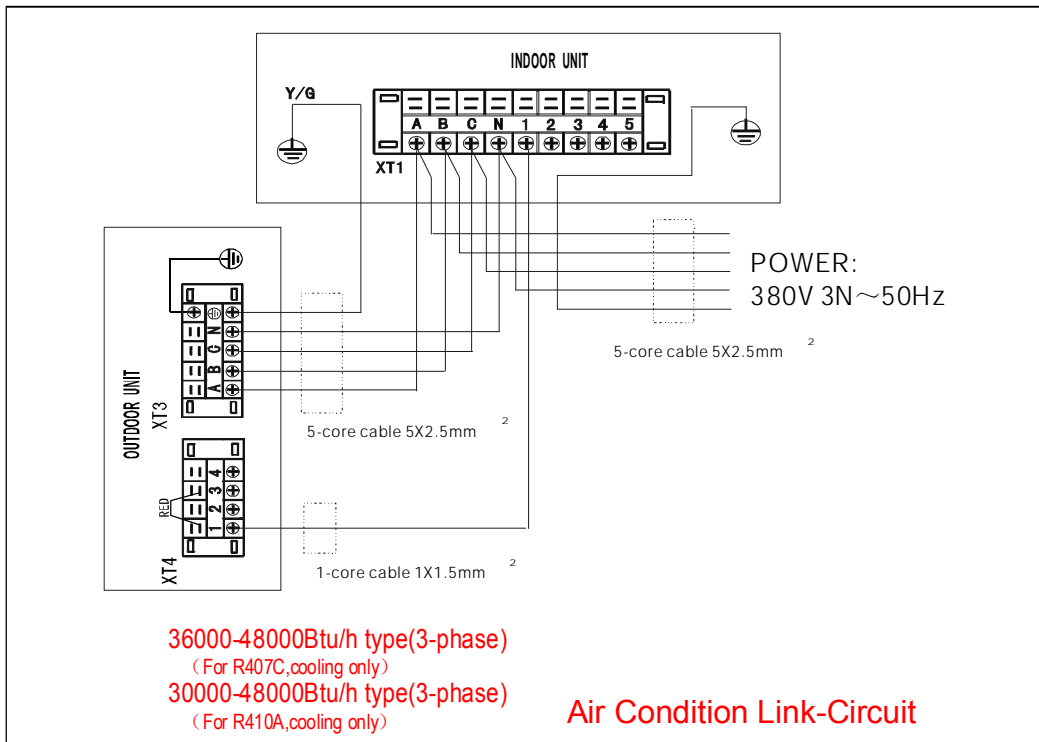 INDOOR UNIT
Y/G
A B C N 1 2 3 4 5
XT1
POWER:
380V 3N～50Hz
5-core cable 5X2.5mm 2
OUTDOOR UNIT
XT3
N
C
B
A
5-core cable 5X2.5mm 2
XT4
RED
4
3
2
1
1-core cable 1X1.5mm 2
36000-48000Btu/h type(3-phase)
（For R407C,cooling only）
30000-48000Btu/h type(3-phase)
（For R410A,cooling only）
Air Condition Link-Circuit